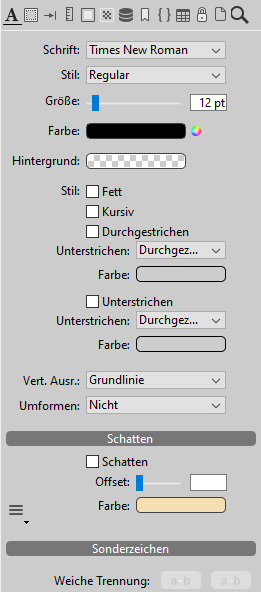 A
Schrift: Times New Roman
Stil: Regular
Größe: 12 pt
Farbe:
Hintergrund:
Stil: Fett
Kursiv
Durchgestrichen
Unterstrichen: Durchgez...
Farbe:
Unterstrichen
Unterstrichen: Durchgez...
Farbe:
Vert. Ausr.: Grundlinie
Umformen: Nicht
Schatten
Schatten
Offset:
Farbe:
Sonderzeichen
Weiche Trennung: a-b a-b